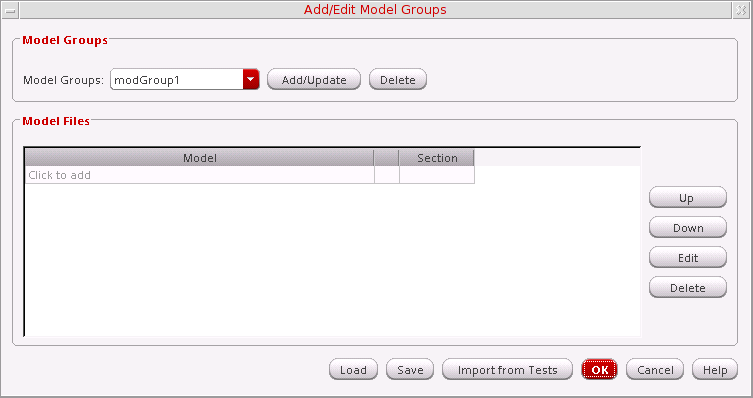 Add/Edit Model Groups
Model Groups
Model Groups: modGroup1 Add/Update Delete
Model Files
Model Section
Click to add
Up
Down
Edit
Delete
Load Save Import from Tests OK Cancel Help